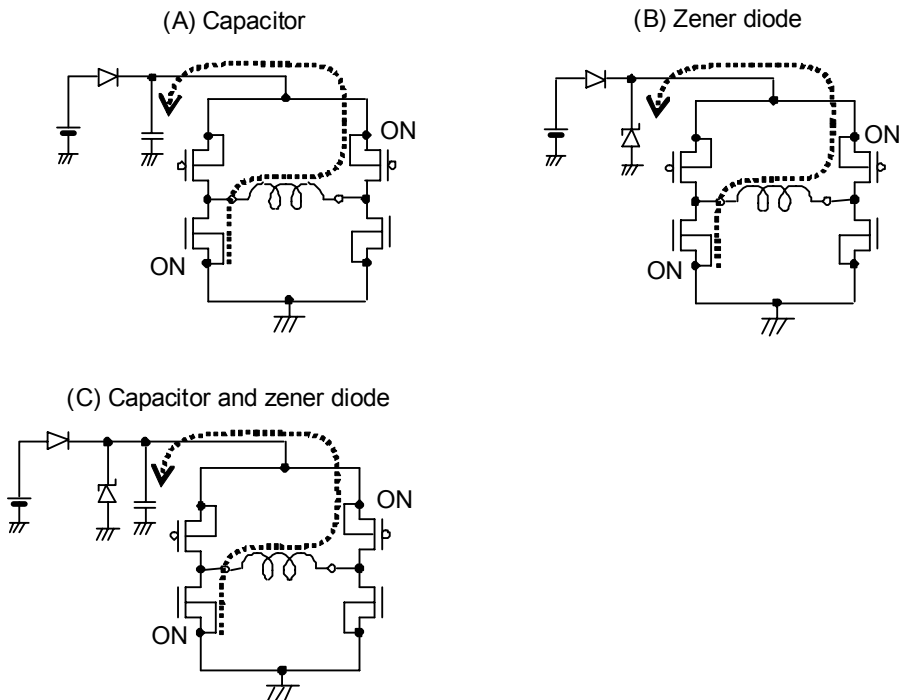 (A) Capacitor
(B) Zener diode
ON
ON
ON
ON
(C) Capacitor and zener diode
ON
ON